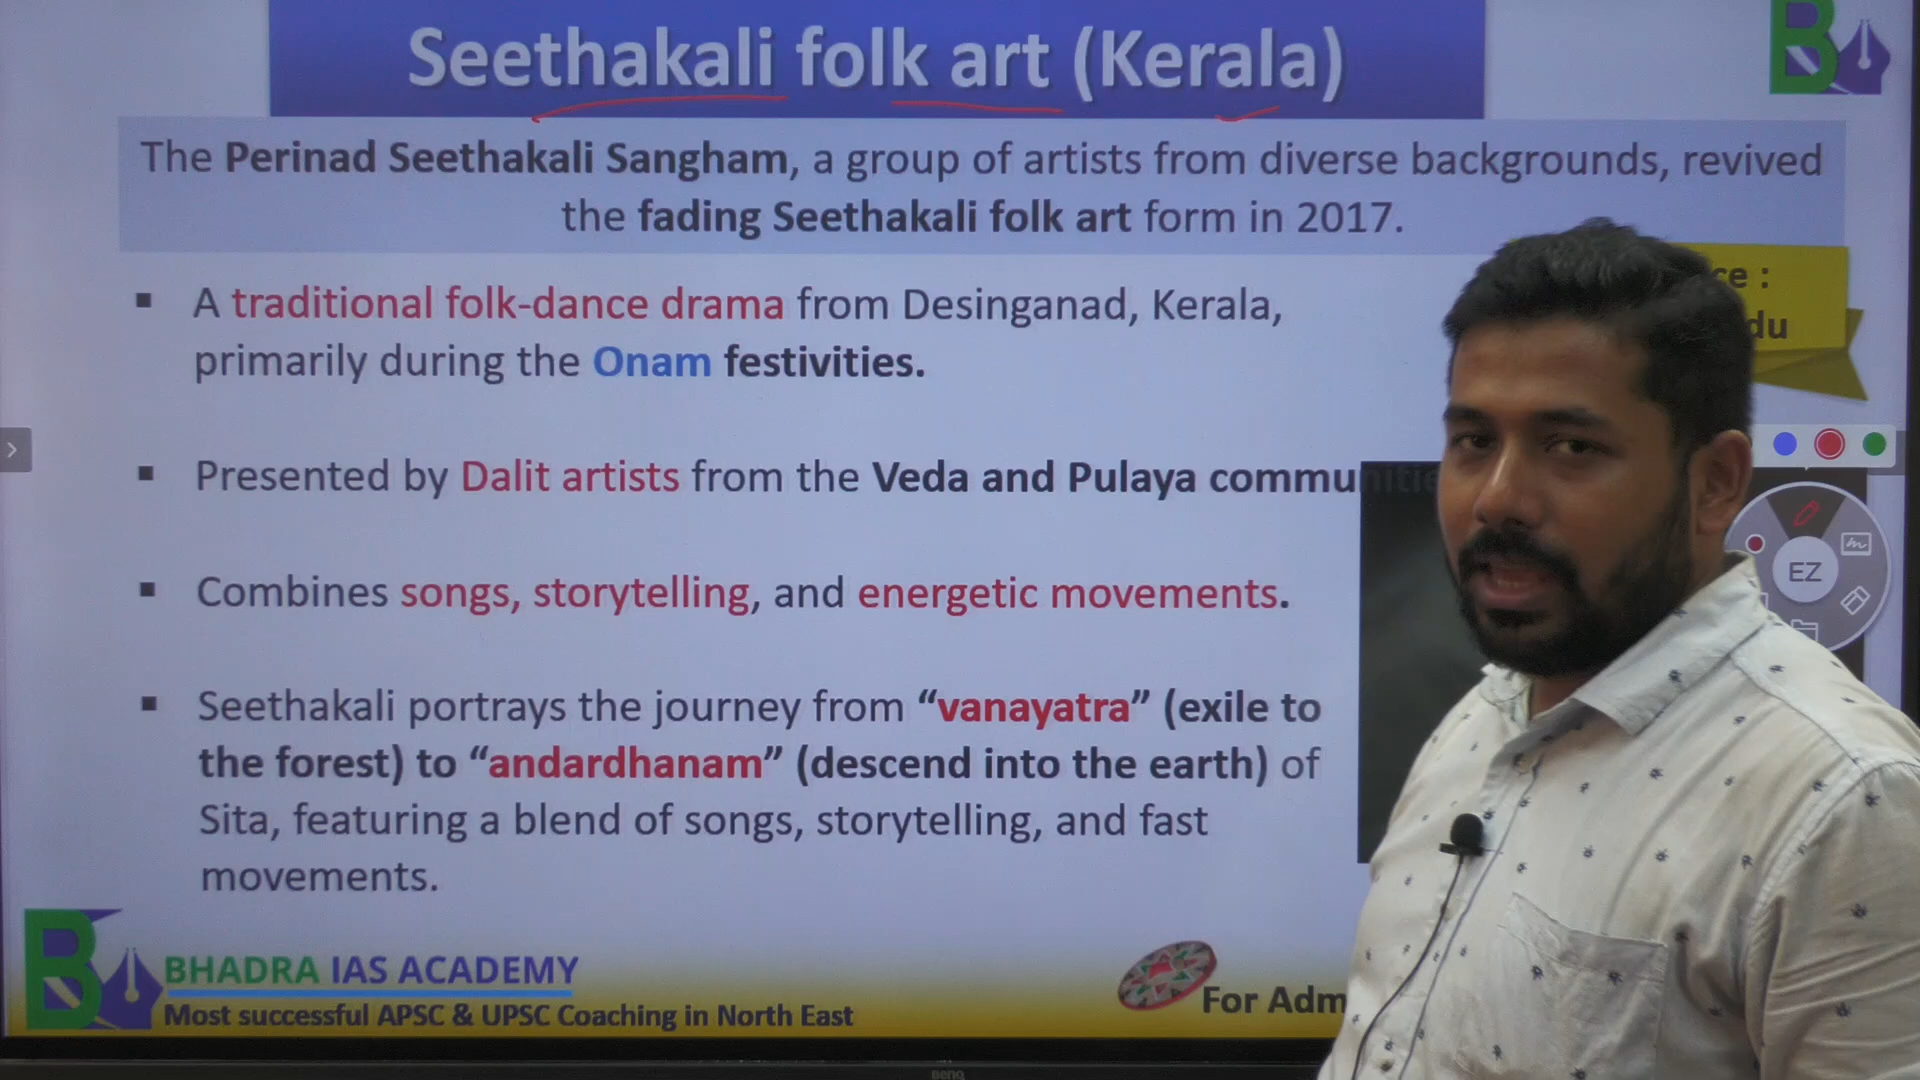 Seethakali folk art (Kerala)
The Perinad Seethakali Sangham, a group of artists from diverse backgrounds, revived
the fading Seethakali folk art form in 2017.
▪ A traditional folk-dance drama from Desinganad, Kerala,
primarily during the Onam festivities.
▪ Presented by Dalit artists from the Veda and Pulaya communitie
▪ Combines songs, storytelling, and energetic movements.
▪ Seethakali portrays the journey from “vanayatra” (exile to
the forest) to “andardhanam” (descend into the earth) of
Sita, featuring a blend of songs, storytelling, and fast
movements.
ce :
du
EZ
BHADRA IAS ACADEMY
Most successful APSC & UPSC Coaching in North East
For Adm
BenQ